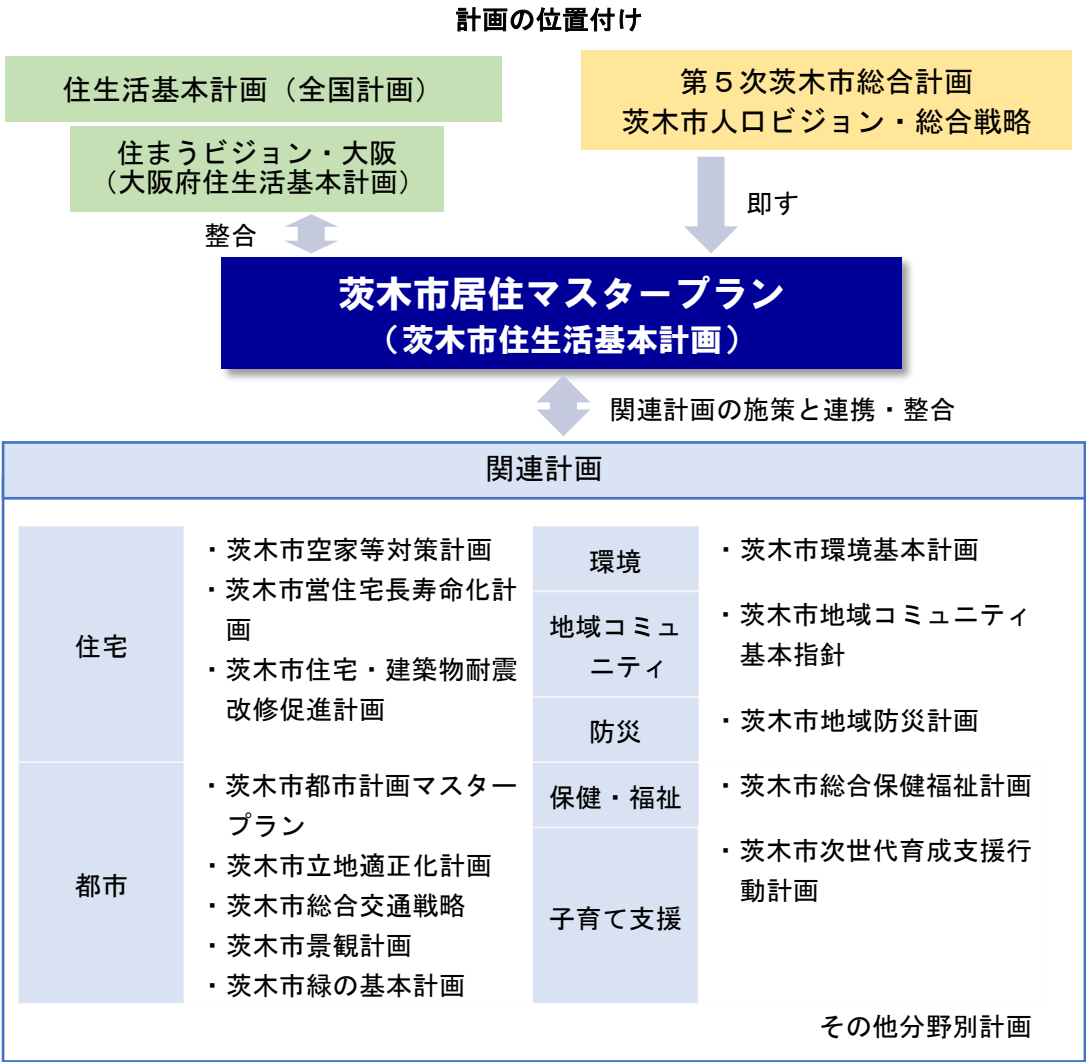 計画の位置付け
住生活基本計画（全国計画）
住まうビジョン・大阪
（大阪府住生活基本計画）
第５次茨木市総合計画
茨木市人口ビジョン・総合戦略
整合
即す
茨木市居住マスタープラン
（茨木市住生活基本計画）
関連計画の施策と連携・整合
関連計画
住宅
・茨木市空家等対策計画
・茨木市営住宅長寿命化計
画
・茨木市住宅・建築物耐震
改修促進計画
都市
・茨木市都市計画マスター
プラン
・茨木市立地適正化計画
・茨木市総合交通戦略
・茨木市景観計画
・茨木市緑の基本計画
環境
・茨木市環境基本計画
地域コミュ
ニティ
・茨木市地域コミュニティ
基本指針
防災
・茨木市地域防災計画
保健・福祉
・茨木市総合保健福祉計画
子育て支援
・茨木市次世代育成支援行
動計画
その他分野別計画